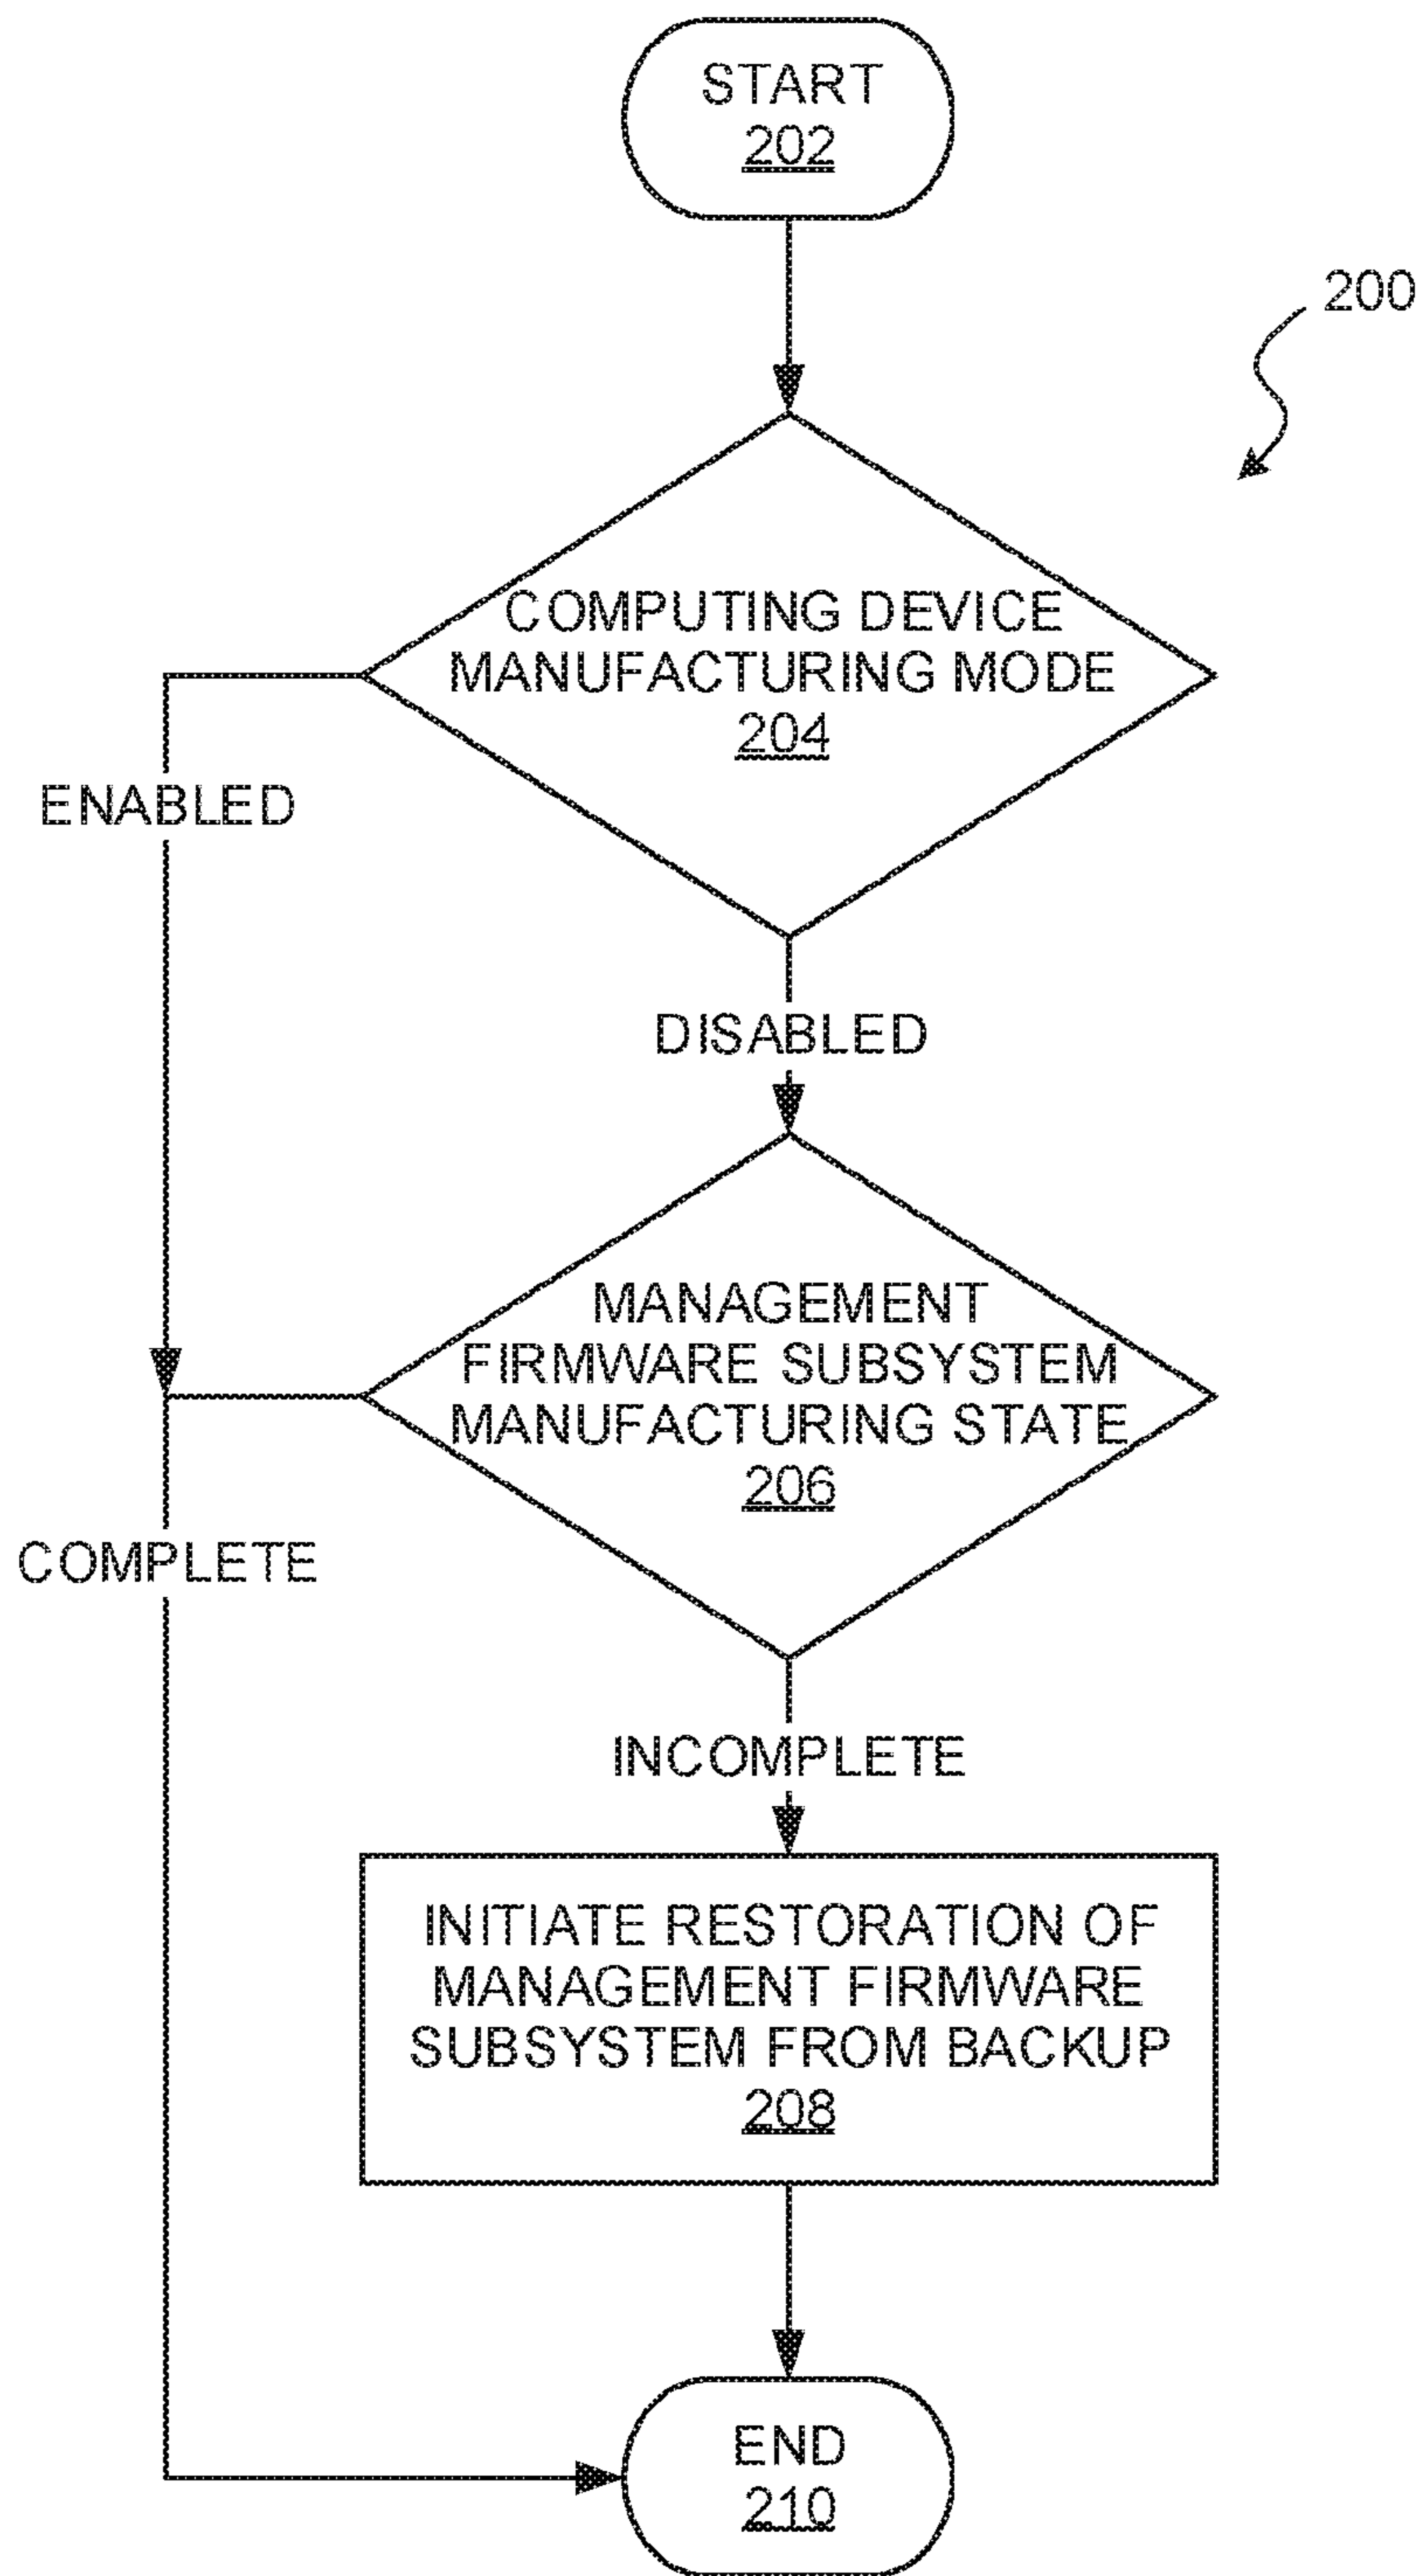 START
202
200
COMPUTING DEVICE
MANUFACTURING MODE
204
ENABLED
DISABLED
MANAGEMENT
FIRMWARE SUBSYSTEM
MANUFACTURING STATE
206
COMPLETE
INCOMPLETE
INITIATE RESTORATION OF
MANAGEMENT FIRMWARE
SUBSYSTEM FROM BACKUP
208
END
210